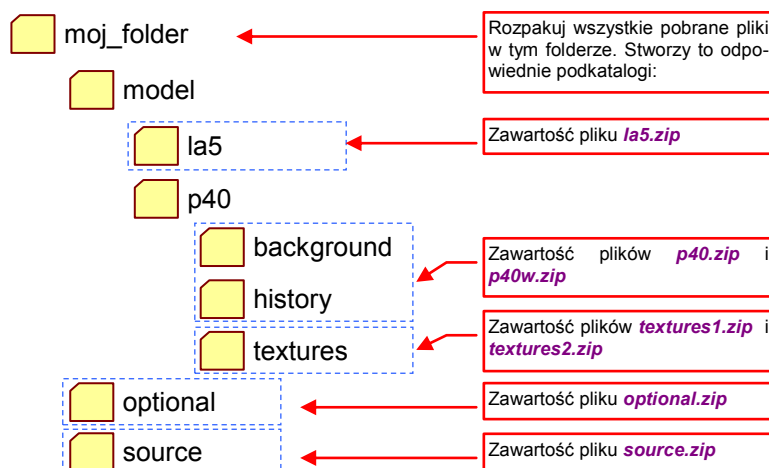 moj_folder
Rozpakuj wszystkie pobrane pliki
w tym folderze. Stworzy to odpo-
wiednie podkatalogi:
model
la5
Zawartość pliku la5.zip
p40
background
history
Zawartość plików p40.zip i
p40w.zip
textures
Zawartość plików textures1.zip i
textures2.zip
optional
Zawartość pliku optional.zip
source
Zawartość pliku source.zip